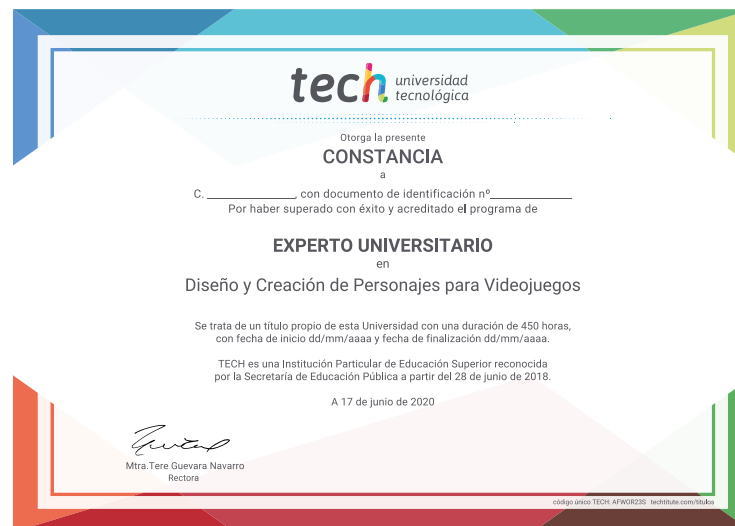 tech universidad
tecnológica
Otorga la presente
CONSTANCIA
a
C. ______________, con documento de identificación nº____________
Por haber superado con éxito y acreditado el programa de
EXPERTO UNIVERSITARIO
en
Diseño y Creación de Personajes para Videojuegos
Se trata de un título propio de esta Universidad con una duración de 450 horas,
con fecha de inicio dd/mm/aaaa y fecha de finalización dd/mm/aaaa.
TECH es una Institución Particular de Educación Superior reconocida
por la Secretaría de Educación Pública a partir del 28 de junio de 2018.
A 17 de junio de 2020
Mtra.Tere Guevara Navarro
Rectora
código único TECH: AFWOR23S techtitute.com/titulos